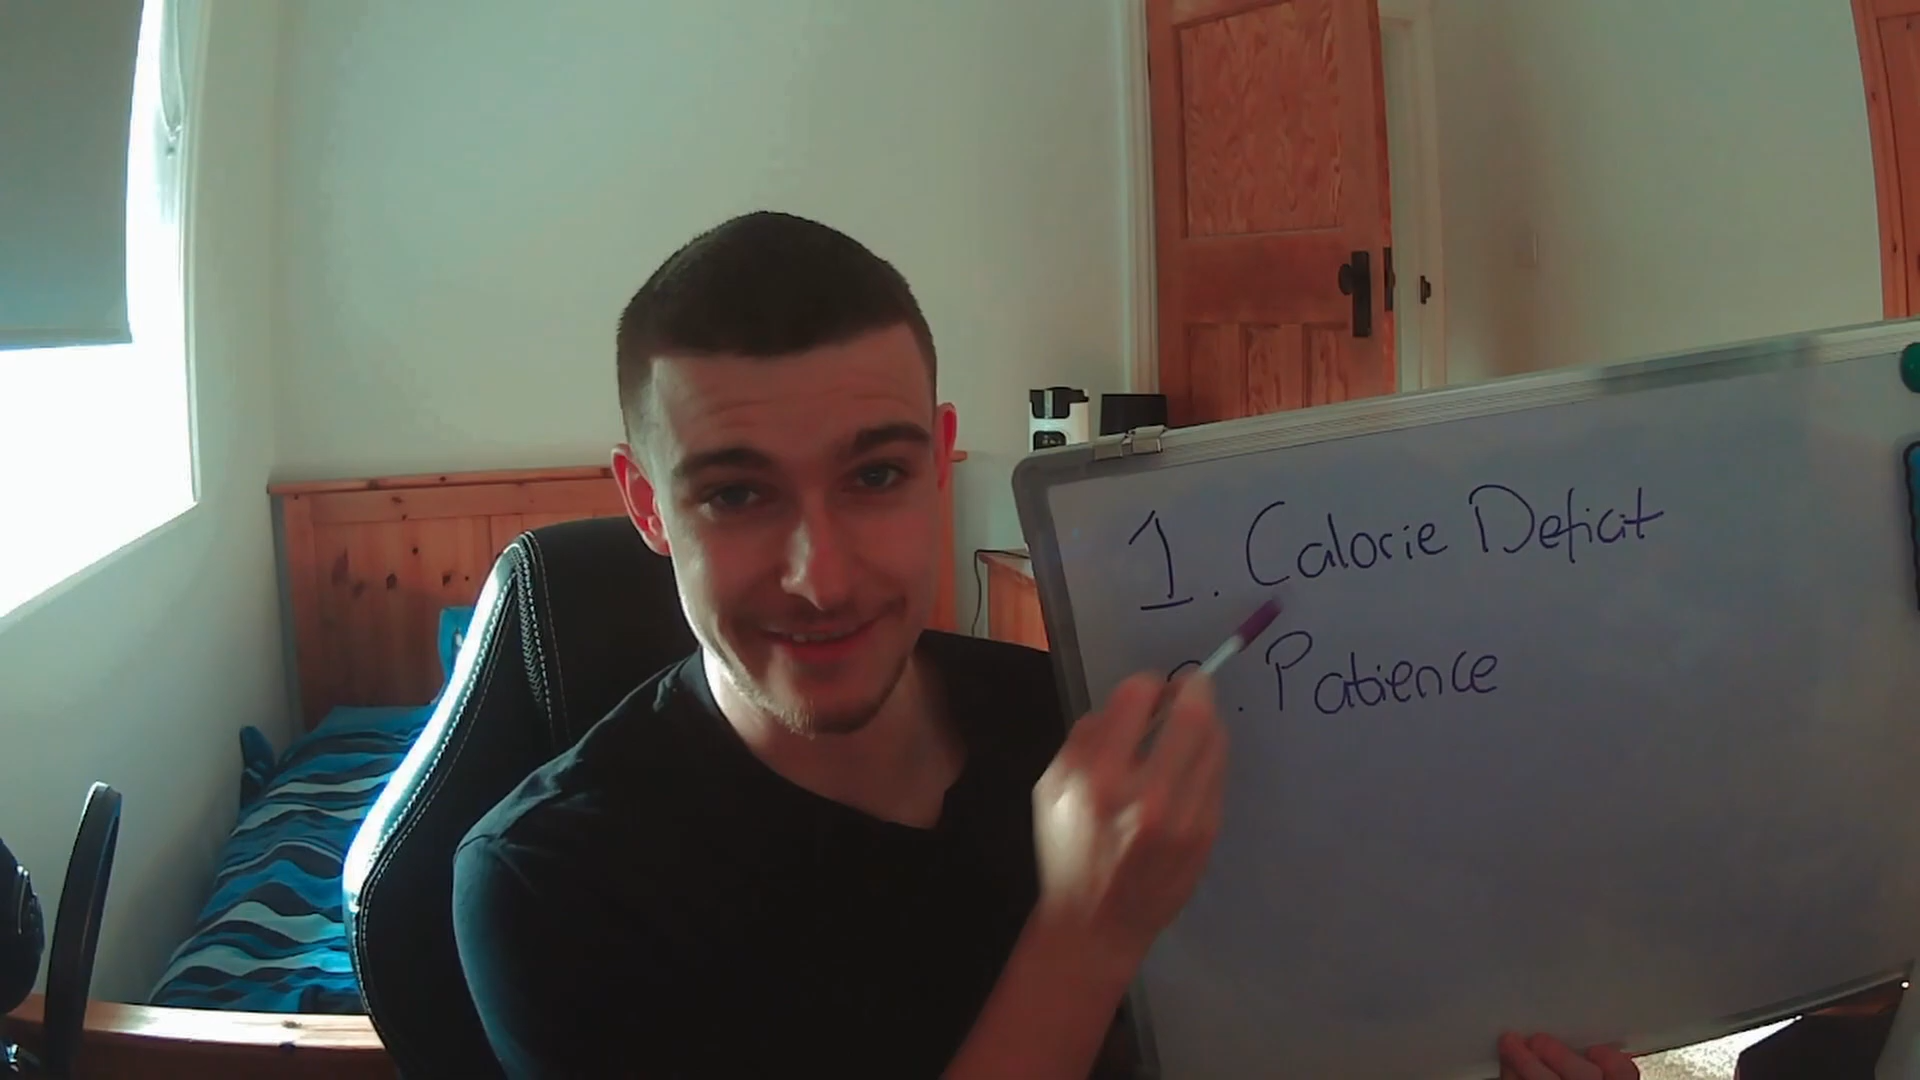 1. Calorie Deficit
. Patience